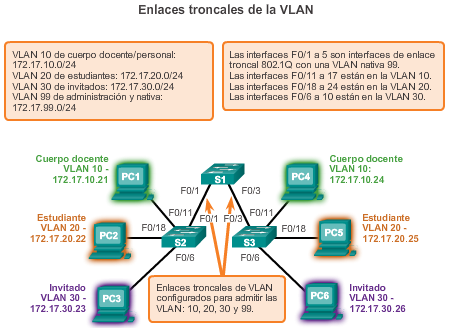 Enlaces troncales de la VLAN
VLAN 10 de cuerpo docente/personal:
172.17.10.0/24
VLAN 20 de estudiantes: 172.17.20.0/24
VLAN 30 de invitados: 172.17.30.0/24
VLAN 99 de administración y nativa:
172.17.99.0/24
Las interfaces F0/1 a 5 son interfaces de enlace
troncal 802.1Q con una VLAN nativa 99.
Las interfaces F0/11 a 17 están en la VLAN 10.
Las interfaces F0/18 a 24 están en la VLAN 20.
Las interfaces F0/6 a 10 están en la VLAN 30.
Cuerpo docente
VLAN 10 -
172.17.10.21
PC1
S1
PC4
Cuerpo docente
VLAN 10:
172.17.10.24
F0/1
F0/3
F0/11
F0/1
F0/3
F0/11
Estudiante
VLAN 20 -
172.17.20.22
PC2
F0/18
S2
S3
F0/18
PC5
Estudiante
VLAN 20 -
172.17.20.25
F0/6
F0/6
Invitado
VLAN 30 -
172.17.30.23
PC3
Enlaces troncales de VLAN
configurados para admitir las
VLAN: 10, 20, 30 y 99.
PC6
Invitado
VLAN 30 -
172.17.30.26